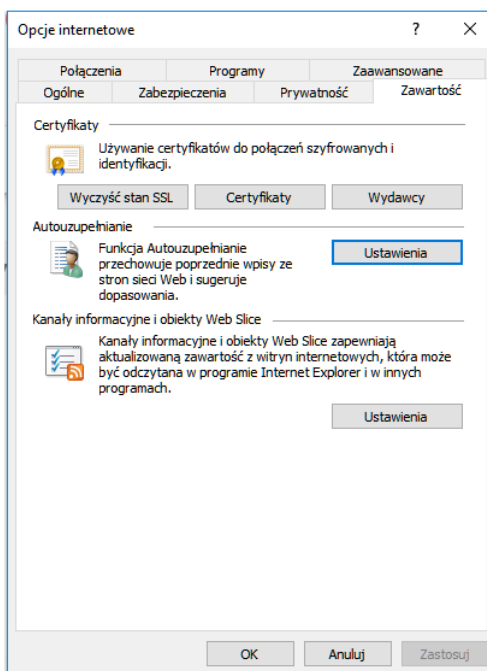 Opcje internetowe ? ×
Połączenia Programy Zaawansowane
Ogólne Zabezpieczenia Prywatność Zawartość
Certyfikaty
Używanie certyfikatów do połączeń szyfrowanych i
identyfikacji.
Wyczyść stan SSL Certyfikaty Wydawcy
Autouzupełnianie
Funkcja Autouzupełnianie
przechowuje poprzednie wpisy ze
stron sieci Web i sugeruje
dopasowania.
Ustawienia
Kanały informacyjne i obiekty Web Slice
Kanały informacyjne i obiekty Web Slice zapewniają
aktualizowaną zawartość z witryn internetowych, która może
być odczytana w programie Internet Explorer i w innych
programach.
Ustawienia
OK Anuluj Zastosuj